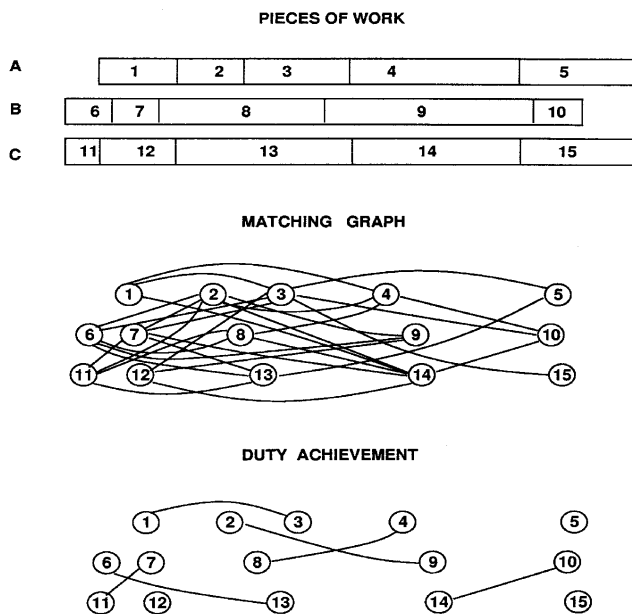 PIECES OF WORK
A 1 2 3 4 5
B 6 7 8 9 10
C 11 12 13 14 15
MATCHING GRAPH
1 2 3 4 5
6 7 8 9 10
11 12 13 14 15
DUTY ACHIEVEMENT
1 2 3 4 5
6 7 8 9 10
11 12 13 14 15